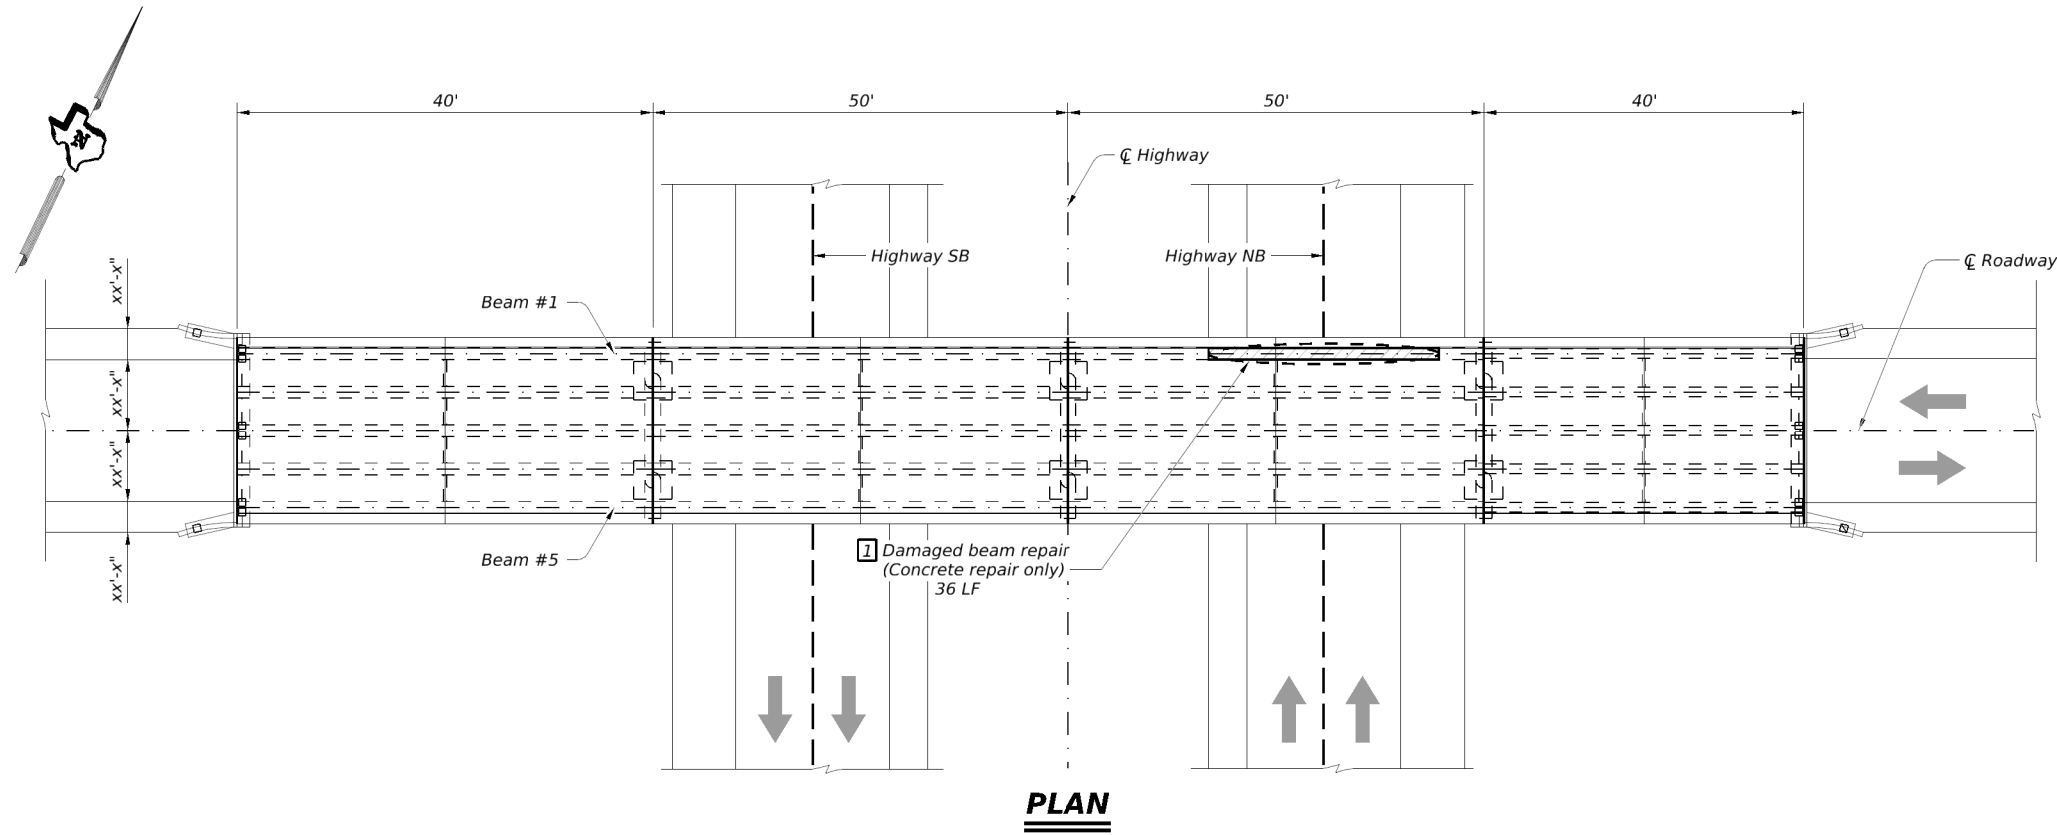 40'
50'
50'
40'
N
℄ Highway
Highway SB
Highway NB
℄ Roadway
xx'-x"
xx'-x"
xx'-x"
xx'-x"
Beam #1
Beam #5
1 Damaged beam repair
(Concrete repair only)
36 LF
PLAN